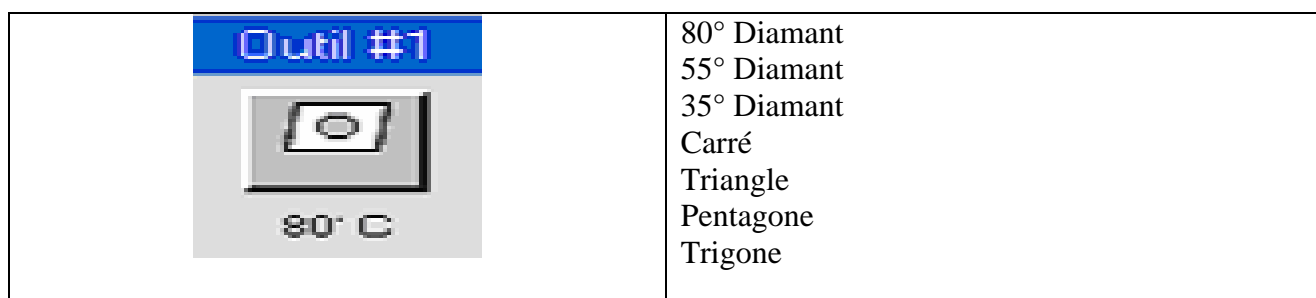 Outil #1
80° C
80° Diamant
55° Diamant
35° Diamant
Carré
Triangle
Pentagone
Trigone